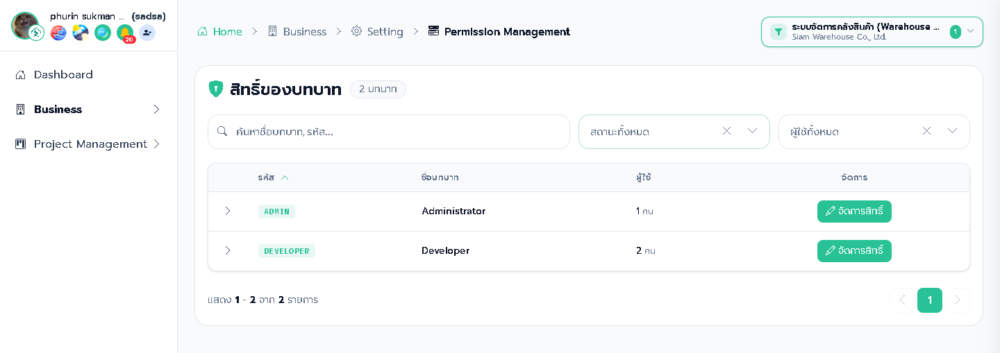 phurin sukman ... (sadsa)
20
Dashboard
Business
Project Management
Home
Business
Setting
Permission Management
ระบบจัดการคลังสินค้า (Warehouse ...
Siam Warehouse Co., Ltd.
1
สิทธิ์ของบทบาท
2 บทบาท
ค้นหาชื่อบทบาท, รหัส...
สถานะทั้งหมด
ผู้ใช้ทั้งหมด
รหัส ชื่อบทบาท ผู้ใช้ จัดการ
ADMIN Administrator 1 คน จัดการสิทธิ์
DEVELOPER Developer 2 คน จัดการสิทธิ์
แสดง 1 - 2 จาก 2 รายการ
1